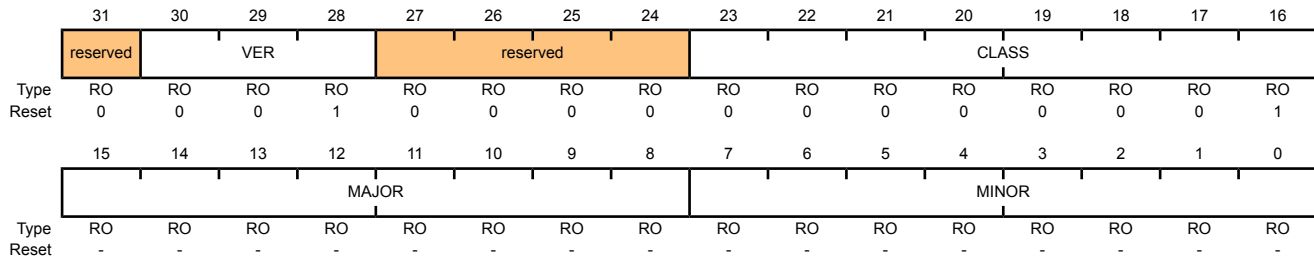 31 30 29 28 27 26 25 24 23 22 21 20 19 18 17 16
reserved VER reserved CLASS
Type RO RO RO RO RO RO RO RO RO RO RO RO RO RO RO RO
Reset 0 0 0 1 0 0 0 0 0 0 0 0 0 0 0 1
15 14 13 12 11 10 9 8 7 6 5 4 3 2 1 0
MAJOR MINOR
Type RO RO RO RO RO RO RO RO RO RO RO RO RO RO RO RO
Reset - - - - - - - - - - - - - - - -